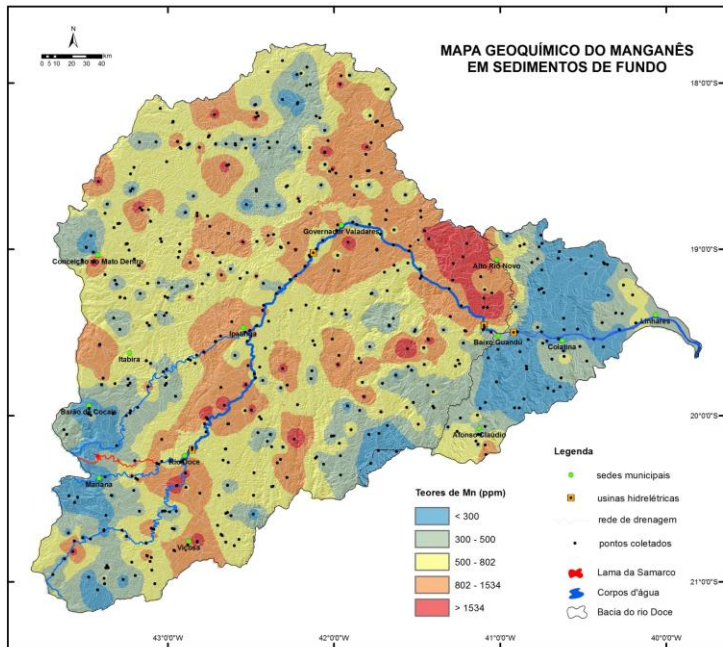 MAPA GEOQUÍMICO DO MANGANÊS
EM SEDIMENTOS DE FUNDO
N
0 5 10 20 30 40
km
18°0'0"S
19°0'0"S
20°0'0"S
21°0'0"S
43°0'0"W
42°0'0"W
41°0'0"W
40°0'0"W
Governador Valadares
Conceição do Mato Dentro
Alto Rio Novo
Ipatinga
Linhares
Baixo Guandú
Colatina
Itabira
Barão de Cocais
Afonso Claúdio
Rio Doce
Mariana
Viçosa
Teores de Mn (ppm)
< 300
300 - 500
500 - 802
802 - 1534
> 1534
Legenda
sedes municipais
usinas hidrelétricas
rede de drenagem
pontos coletados
Lama da Samarco
Corpos d'água
Bacia do rio Doce